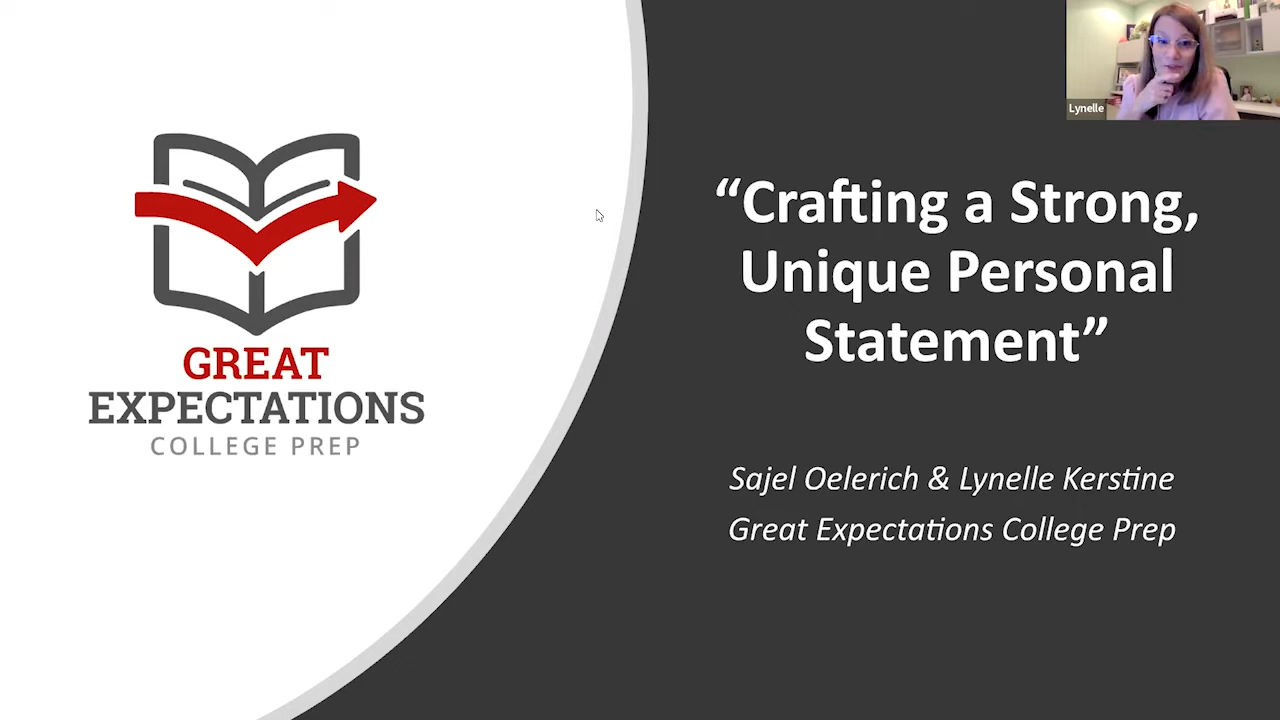 Lynelle
GREAT
EXPECTATIONS
COLLEGE PREP
“Crafting a Strong,
Unique Personal
Statement”
Sajel Oelerich & Lynelle Kerstine
Great Expectations College Prep